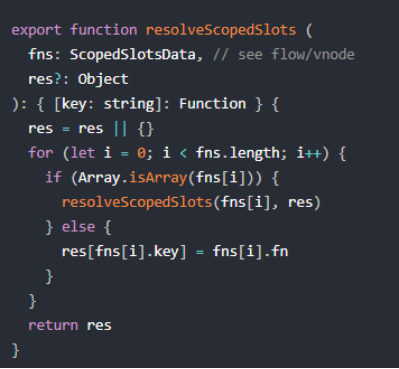 export function resolveScopedSlots (
  fns: ScopedSlotsData, // see flow/vnode
  res?: Object
): { [key: string]: Function } {
  res = res || {}
  for (let i = 0; i < fns.length; i++) {
    if (Array.isArray(fns[i])) {
      resolveScopedSlots(fns[i], res)
    } else {
      res[fns[i].key] = fns[i].fn
    }
  }
  return res
}